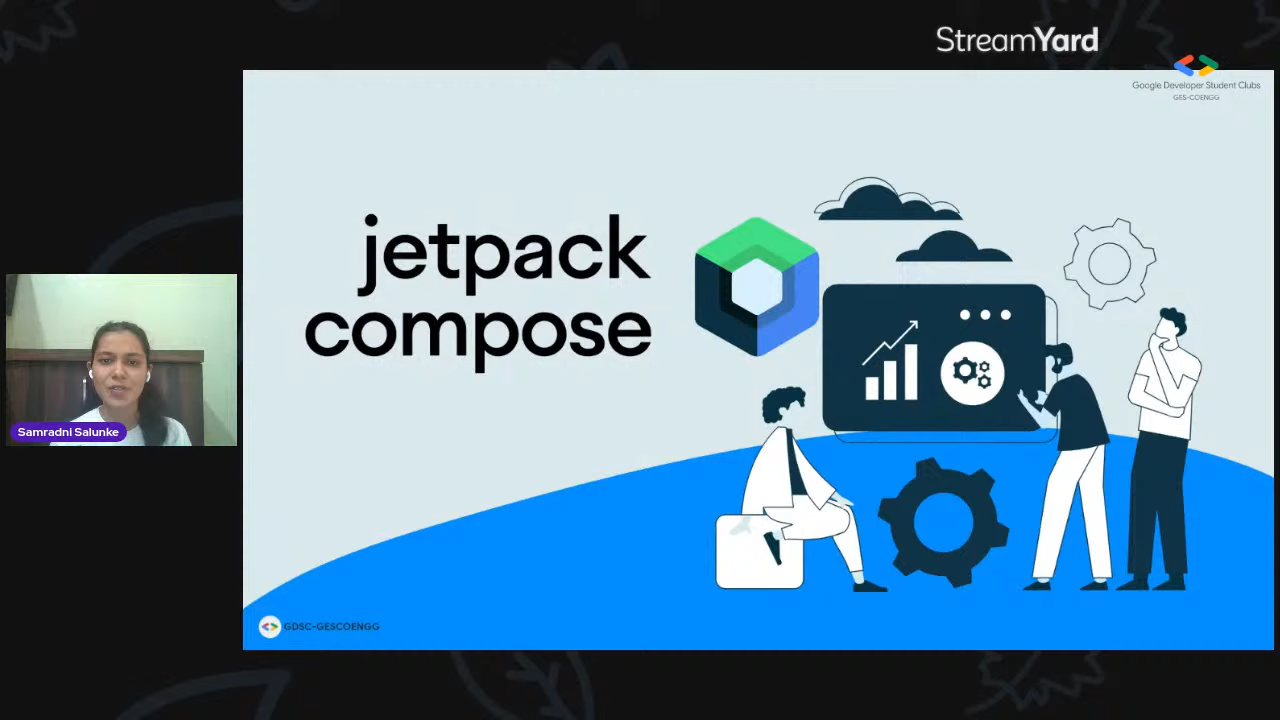 StreamYard
Google Developer Student Clubs
GES-COENGG
jetpack
compose
Samradni Salunke
GDSC-GESCOENGG